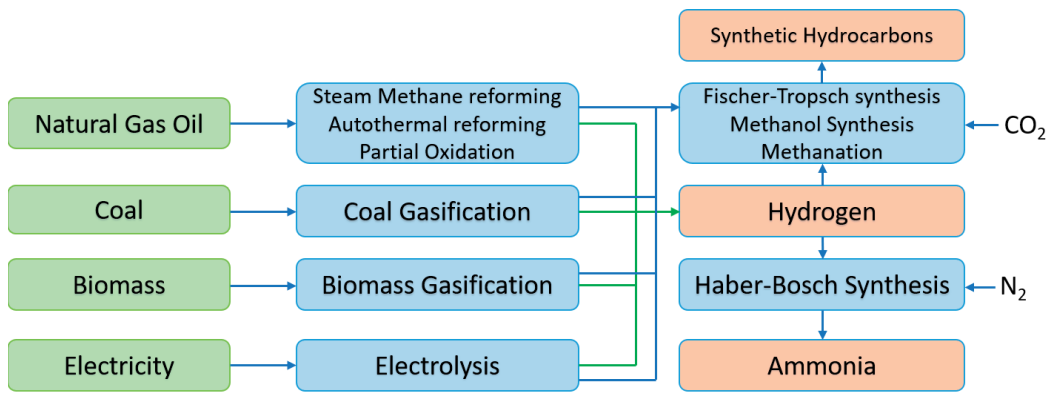 Synthetic Hydrocarbons
Natural Gas Oil
Steam Methane reforming
Autothermal reforming
Partial Oxidation
Fischer-Tropsch synthesis
Methanol Synthesis
Methanation
CO₂
Coal
Coal Gasification
Hydrogen
Biomass
Biomass Gasification
Haber-Bosch Synthesis
N₂
Electricity
Electrolysis
Ammonia